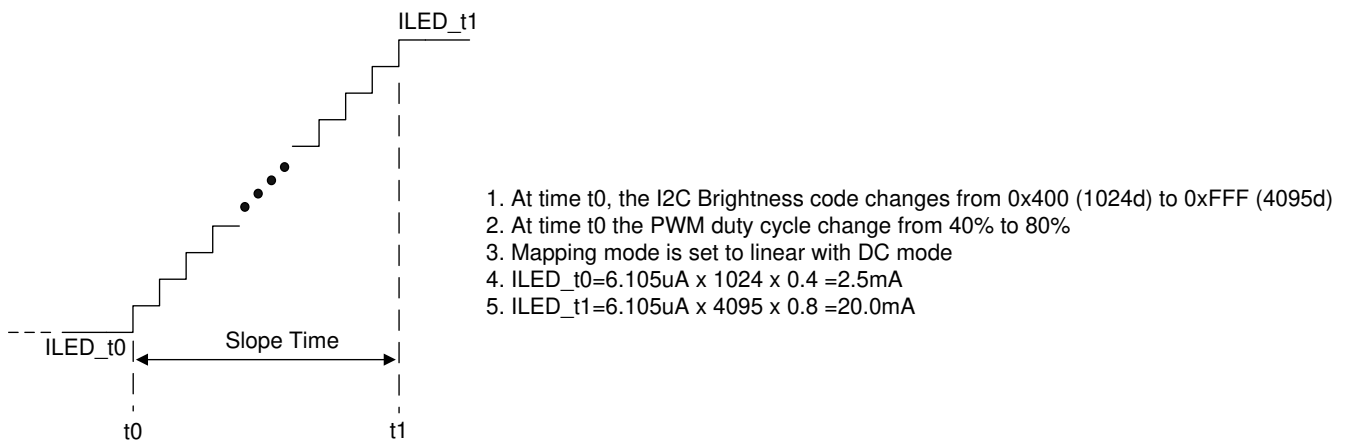 ILED_t1
1. At time t0, the I2C Brightness code changes from 0x400 (1024d) to 0xFFF (4095d)
2. At time t0 the PWM duty cycle change from 40% to 80%
3. Mapping mode is set to linear with DC mode
4. ILED_t0=6.105uA x 1024 x 0.4 =2.5mA
5. ILED_t1=6.105uA x 4095 x 0.8 =20.0mA
ILED_t0
Slope Time
t0
t1